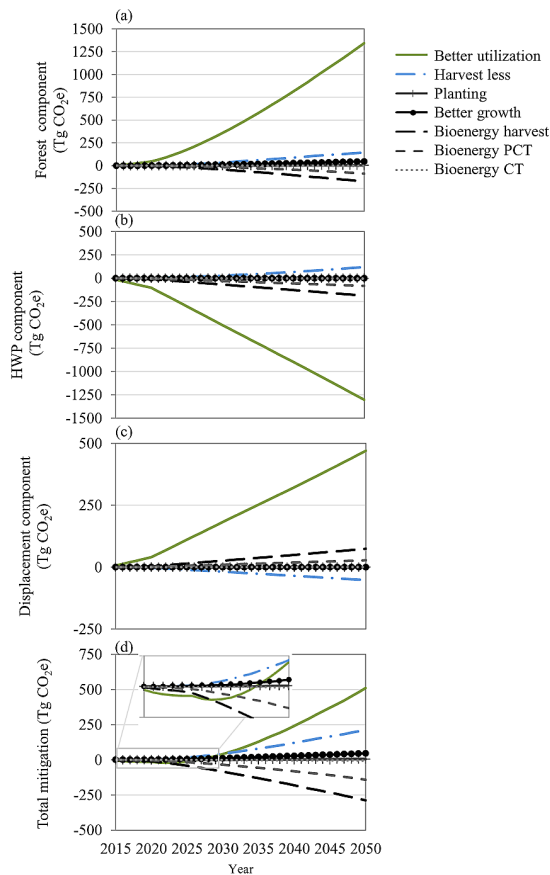 (a)
1500
1250
1000
750
500
250
0
-250
-500
Forest component
(Tg CO2e)
Better utilization
Harvest less
Planting
Better growth
Bioenergy harvest
Bioenergy PCT
Bioenergy CT
(b)
500
250
0
-250
-500
-750
-1000
-1250
-1500
HWP component
(Tg CO2e)
(c)
500
250
0
-250
Displacement component
(Tg CO2e)
(d)
750
500
250
0
-250
-500
Total mitigation (Tg CO2e)
2015 2020 2025 2030 2035 2040 2045 2050
Year